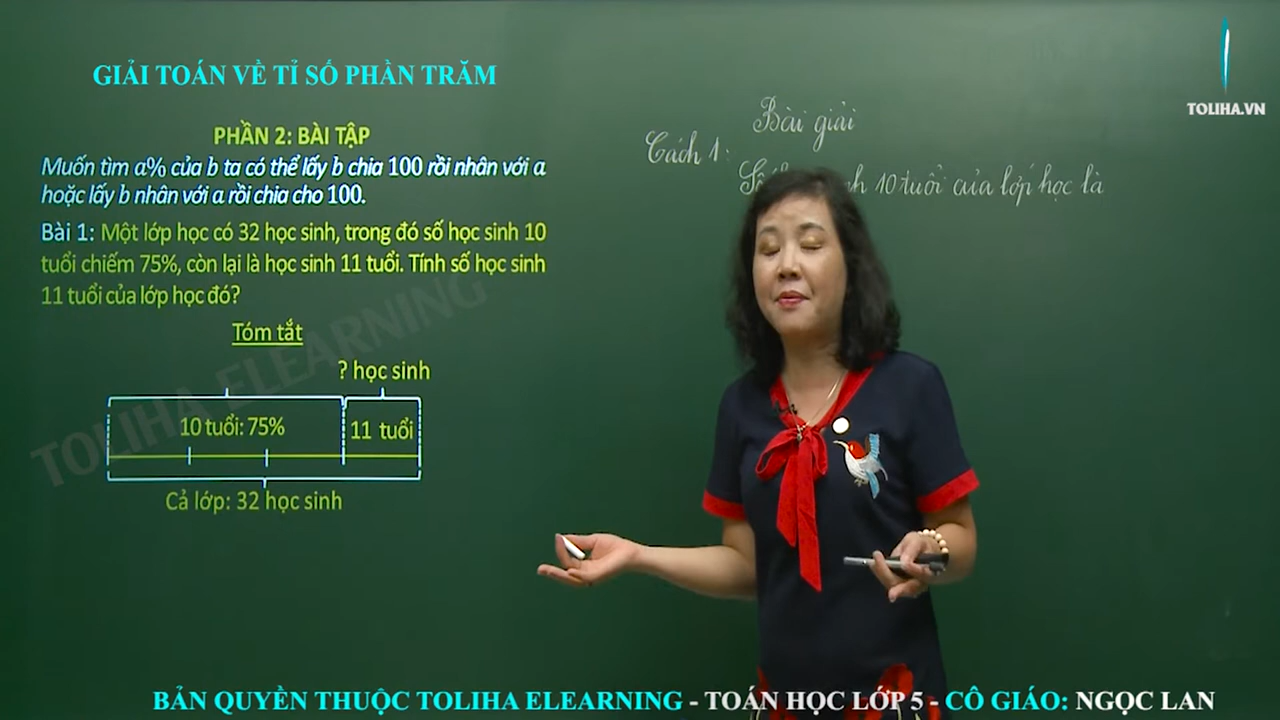 GIẢI TOÁN VỀ TỈ SỐ PHẦN TRĂM
TOLIHA.VN
PHẦN 2: BÀI TẬP
Muốn tìm a% của b ta có thể lấy b chia 100 rồi nhân với a
hoặc lấy b nhân với a rồi chia cho 100.
Bài 1: Một lớp học có 32 học sinh, trong đó số học sinh 10
tuổi chiếm 75%, còn lại là học sinh 11 tuổi. Tính số học sinh
11 tuổi của lớp học đó?
Tóm tắt
? học sinh
10 tuổi: 75%
11 tuổi
Cả lớp: 32 học sinh
TOLIHA ELEARNING
Bài giải
Cách 1:
10 tuổi của lớp học là
BẢN QUYỀN THUỘC TOLIHA ELEARNING - TOÁN HỌC LỚP 5 - CÔ GIÁO: NGỌC LAN